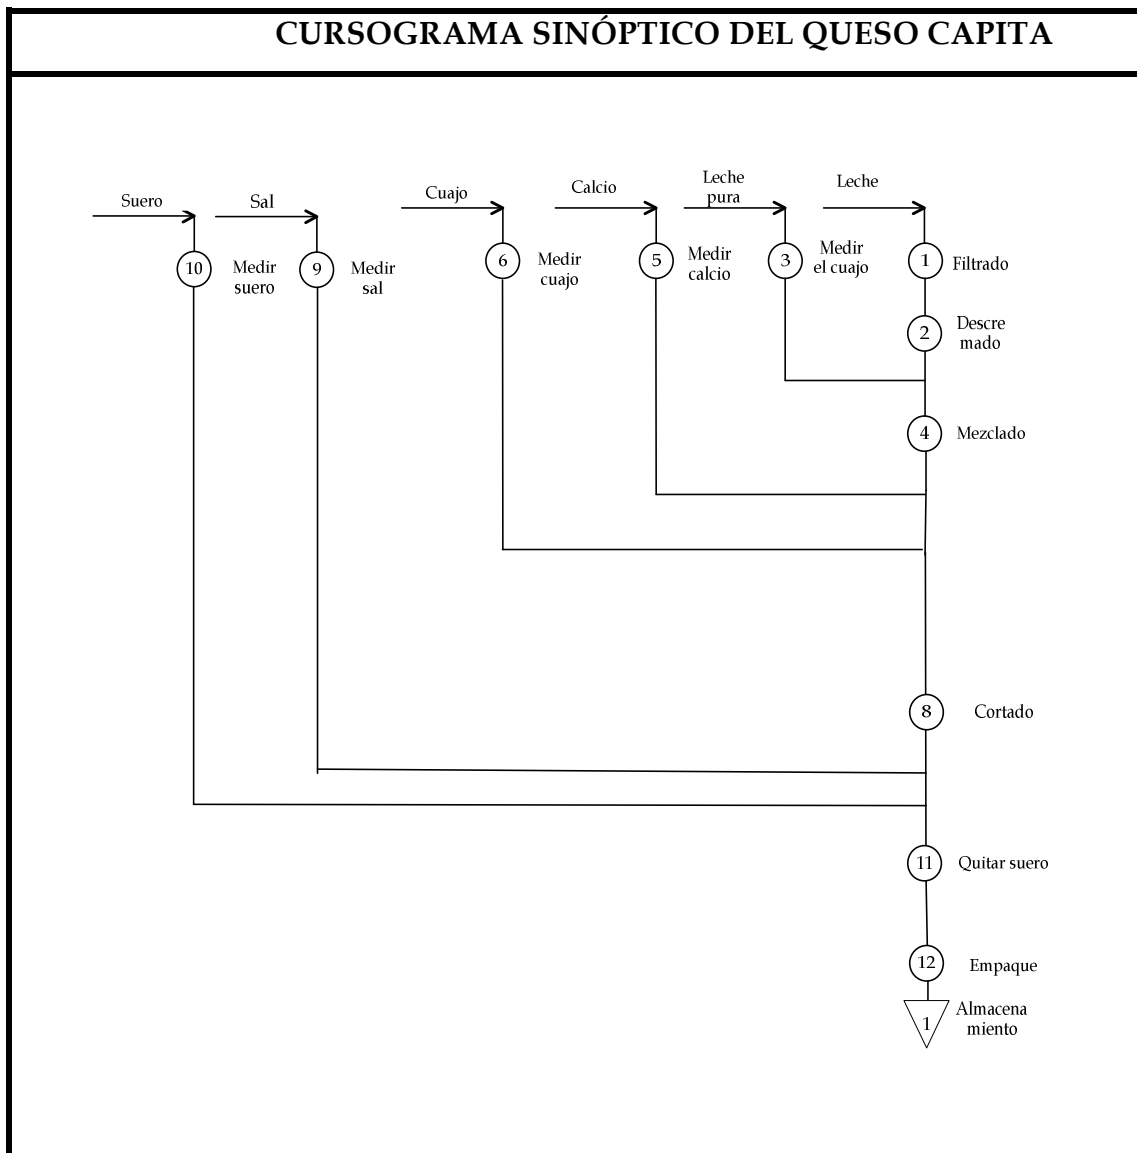 CURSOGRAMA SINÓPTICO DEL QUESO CAPITA
Suero
Sal
Cuajo
Calcio
Leche
pura
Leche
10
Medir
suero
9
Medir
sal
6
Medir
cuajo
5
Medir
calcio
3
Medir
el cuajo
1
Filtrado
2
Descre
mado
4
Mezclado
8
Cortado
11
Quitar suero
12
Empaque
1
Almacena
miento